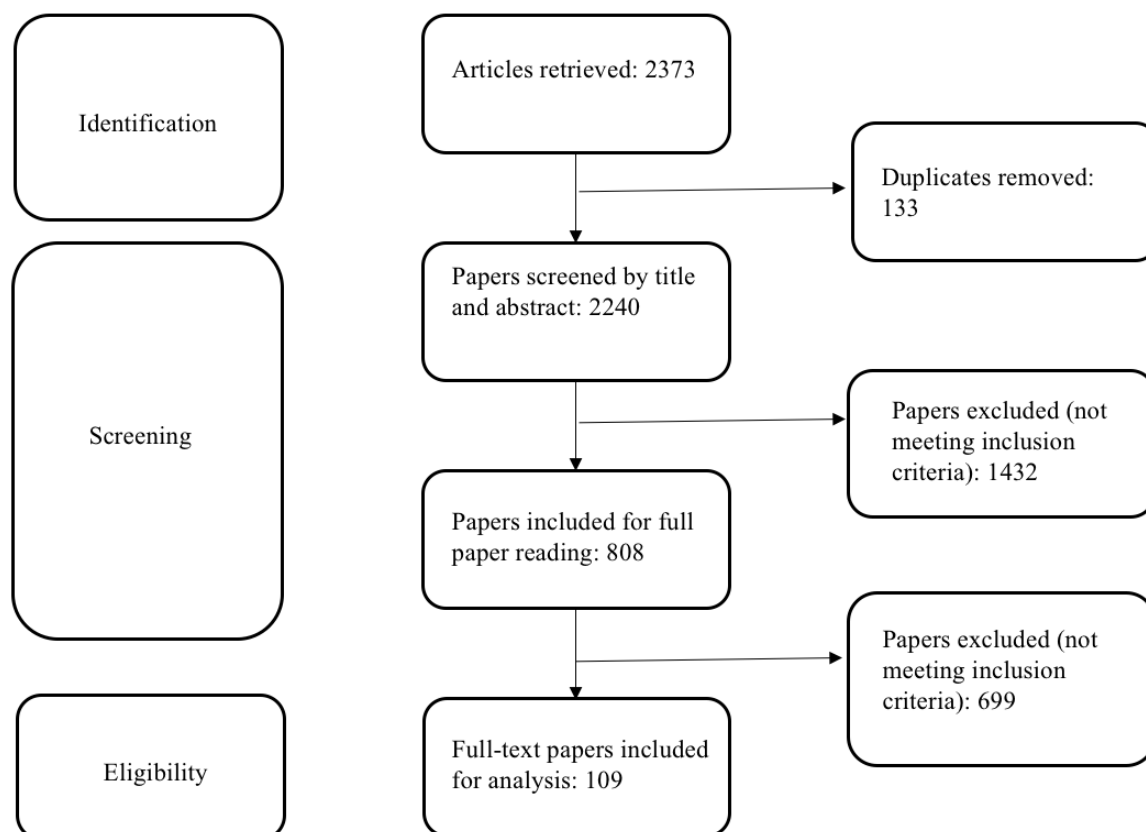 Identification
Articles retrieved: 2373
Duplicates removed:
133
Screening
Papers screened by title
and abstract: 2240
Papers excluded (not
meeting inclusion
criteria): 1432
Papers included for full
paper reading: 808
Papers excluded (not
meeting inclusion
criteria): 699
Eligibility
Full-text papers included
for analysis: 109